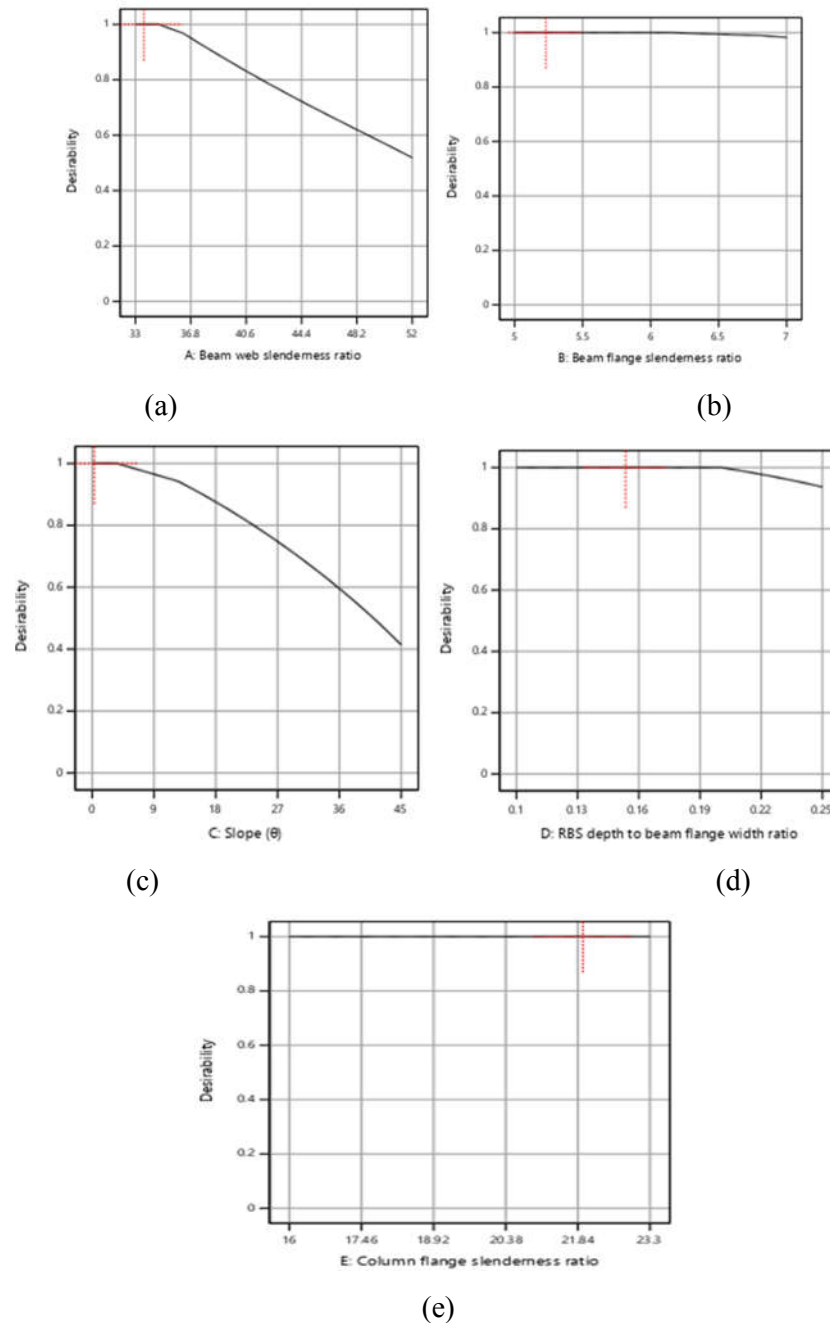 Desirability
1
0.8
0.6
0.4
0.2
0
33 36.8 40.6 44.4 48.2 52
A: Beam web slenderness ratio
(a)
Desirability
1
0.8
0.6
0.4
0.2
0
5 5.5 6 6.5 7
B: Beam flange slenderness ratio
(b)
Desirability
1
0.8
0.6
0.4
0.2
0
0 9 18 27 36 45
C: Slope (θ)
(c)
Desirability
1
0.8
0.6
0.4
0.2
0
0.1 0.13 0.16 0.19 0.22 0.25
D: RBS depth to beam flange width ratio
(d)
Desirability
1
0.8
0.6
0.4
0.2
0
16 17.46 18.92 20.38 21.84 23.3
E: Column flange slenderness ratio
(e)